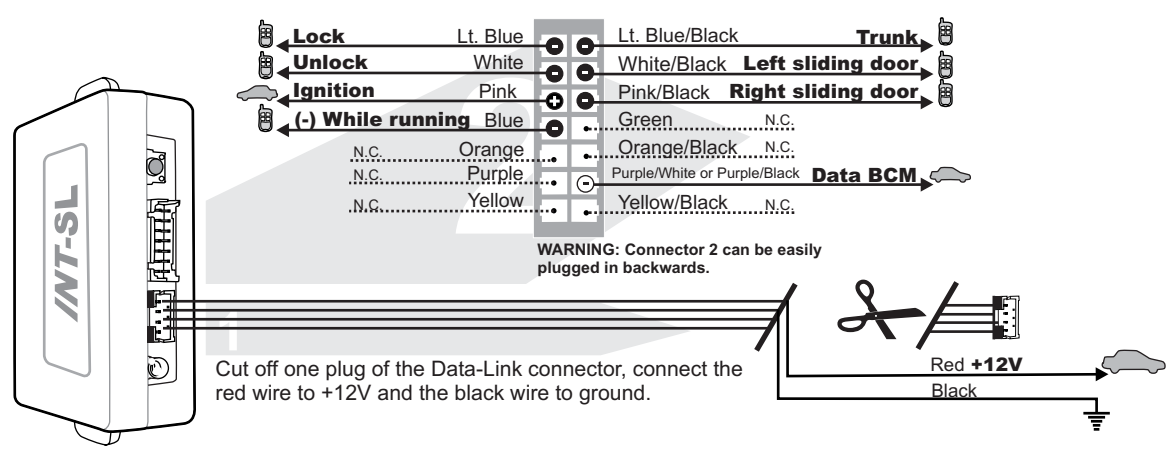 Lock Lt. Blue Lt. Blue/Black Trunk
Unlock White White/Black Left sliding door
Ignition Pink Pink/Black Right sliding door
(-) While running Blue Green N.C.
N.C. Orange Orange/Black N.C.
N.C. Purple Purple/White or Purple/Black Data BCM
N.C. Yellow Yellow/Black N.C.
2
WARNING: Connector 2 can be easily
plugged in backwards.
INT-SL
1
Cut off one plug of the Data-Link connector, connect the
red wire to +12V and the black wire to ground.
Red +12V
Black